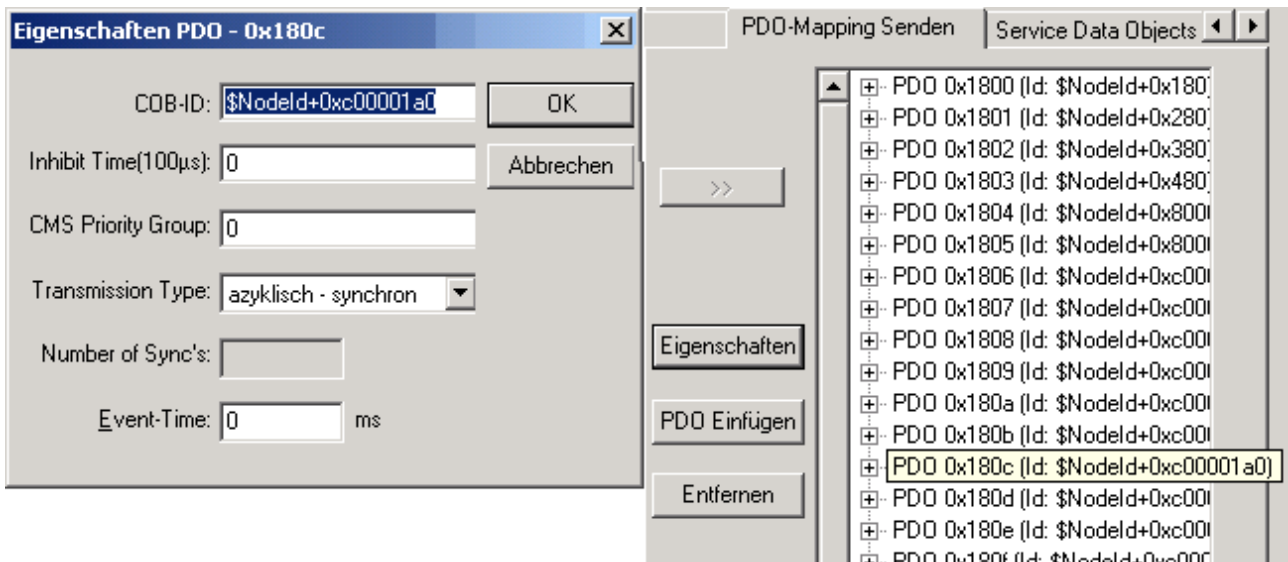 Eigenschaften PDO - 0x180c
COB-ID: $NodeId+0xc00001a0 OK
Inhibit Time(100µs): 0 Abbrechen
CMS Priority Group: 0
Transmission Type: azyklisch - synchron
Number of Sync's:
Event-Time: 0 ms
PDO-Mapping Senden Service Data Objects
>>
Eigenschaften
PDO Einfügen
Entfernen
PDO 0x1800 (Id: $NodeId+0x180)
PDO 0x1801 (Id: $NodeId+0x280)
PDO 0x1802 (Id: $NodeId+0x380)
PDO 0x1803 (Id: $NodeId+0x480)
PDO 0x1804 (Id: $NodeId+0x800
PDO 0x1805 (Id: $NodeId+0x800
PDO 0x1806 (Id: $NodeId+0xc00
PDO 0x1807 (Id: $NodeId+0xc00
PDO 0x1808 (Id: $NodeId+0xc00
PDO 0x1809 (Id: $NodeId+0xc00
PDO 0x180a (Id: $NodeId+0xc00
PDO 0x180b (Id: $NodeId+0xc00
PDO 0x180c (Id: $NodeId+0xc00001a0)
PDO 0x180d (Id: $NodeId+0xc00
PDO 0x180e (Id: $NodeId+0xc00
PDO 0x180f (Id: $NodeId+0xc000